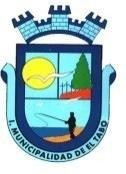 I. MUNICIPALIDAD DE EL TABO